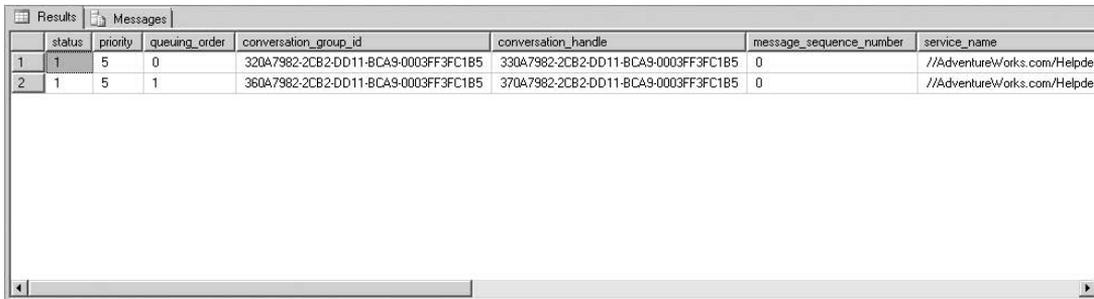 Results Messages
status priority queuing_order conversation_group_id conversation_handle message_sequence_number service_name
1 1 5 0 320A7982-2CB2-DD11-BCA9-0003FF3FC1B5 330A7982-2CB2-DD11-BCA9-0003FF3FC1B5 0 //AdventureWorks.com/Helpde
2 1 5 1 360A7982-2CB2-DD11-BCA9-0003FF3FC1B5 370A7982-2CB2-DD11-BCA9-0003FF3FC1B5 0 //AdventureWorks.com/Helpde